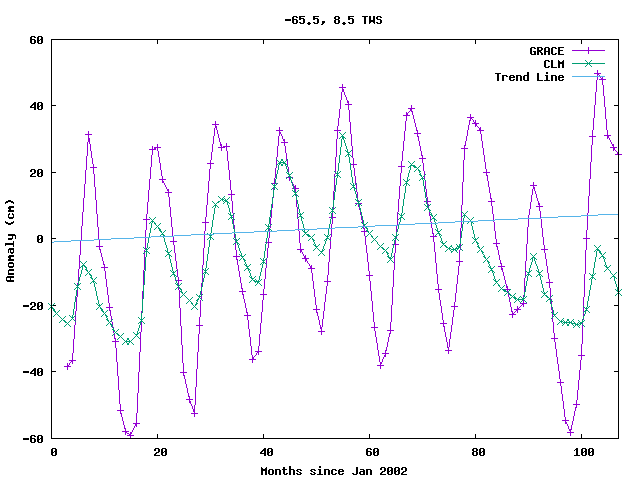 -65.5, 8.5 TWS
GRACE
CLM
Trend Line
60
40
20
0
-20
-40
-60
Anomaly (cm)
0 20 40 60 80 100
Months since Jan 2002